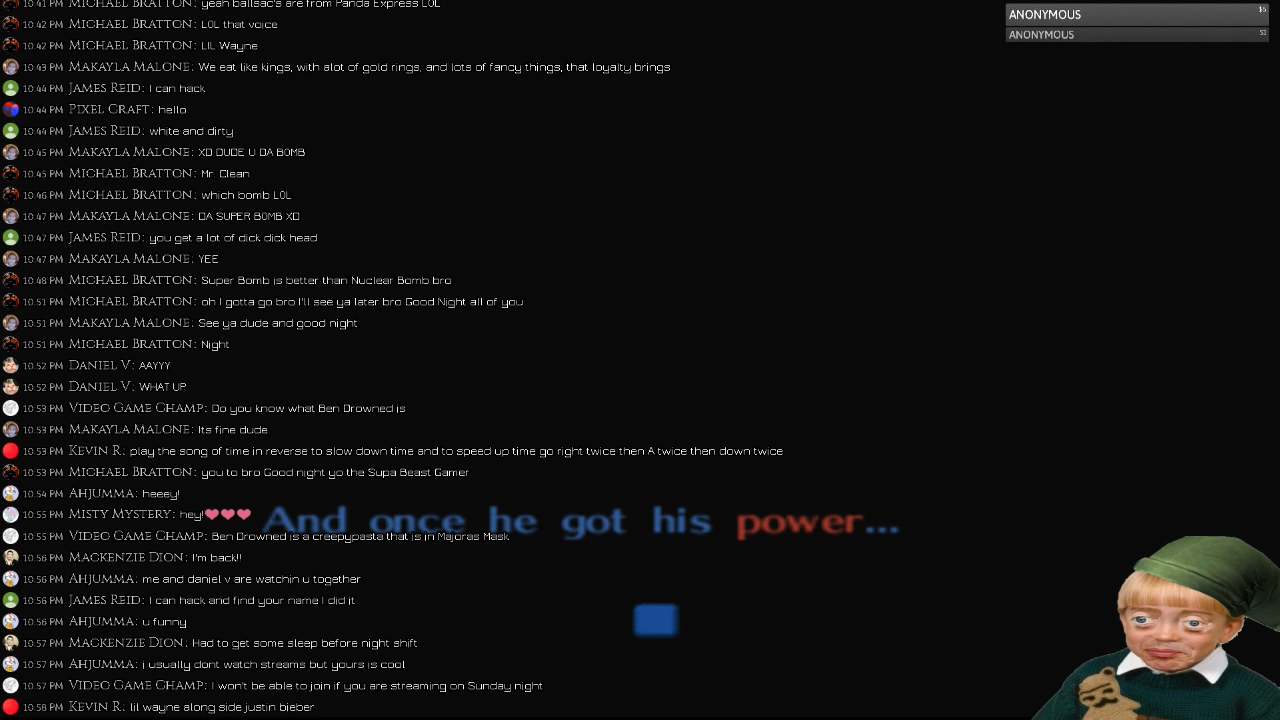 10:41 PM MICHAEL BRATTON: yeah ballsac's are from Panda Express LOL
10:42 PM MICHAEL BRATTON: LOL that voice
10:42 PM MICHAEL BRATTON: LIL Wayne
10:43 PM MAKAYLA MALONE: We eat like kings, with alot of gold rings, and lots of fancy things, that loyalty brings
10:44 PM JAMES REID: I can hack
10:44 PM PIXEL CRAFT: hello
10:44 PM JAMES REID: white and dirty
10:45 PM MAKAYLA MALONE: XD DUDE U DA BOMB
10:45 PM MICHAEL BRATTON: Mr. Clean
10:46 PM MICHAEL BRATTON: which bomb LOL
10:47 PM MAKAYLA MALONE: DA SUPER BOMB XD
10:47 PM JAMES REID: you get a lot of dick dick head
10:47 PM MAKAYLA MALONE: YEE
10:48 PM MICHAEL BRATTON: Super Bomb is better than Nuclear Bomb bro
10:51 PM MICHAEL BRATTON: oh I gotta go bro I'll see ya later bro Good Night all of you
10:51 PM MAKAYLA MALONE: See ya dude and good night
10:51 PM MICHAEL BRATTON: Night
10:52 PM DANIEL V: AAYYY
10:52 PM DANIEL V: WHAT UP
10:53 PM VIDEO GAME CHAMP: Do you know what Ben Drowned is
10:53 PM MAKAYLA MALONE: Its fine dude
10:53 PM KEVIN R: play the song of time in reverse to slow down time and to speed up time go right twice then A twice then down twice
10:53 PM MICHAEL BRATTON: you to bro Good night yo the Supa Beast Gamer
10:54 PM AHJUMMA: heeey!
10:55 PM MISTY MYSTERY: hey!❤❤❤
And once he got his power...
10:55 PM VIDEO GAME CHAMP: Ben Drowned is a creepypasta that is in Majoras Mask
10:56 PM MACKENZIE DION: I'm back!!
10:56 PM AHJUMMA: me and daniel v are watchin u together
10:56 PM JAMES REID: I can hack and find your name I did it
10:56 PM AHJUMMA: u funny
10:57 PM MACKENZIE DION: Had to get some sleep before night shift
10:57 PM AHJUMMA: i usually dont watch streams but yours is cool
10:57 PM VIDEO GAME CHAMP: I won't be able to join if you are streaming on Sunday night
10:58 PM KEVIN R: lil wayne along side justin bieber
ANONYMOUS $5
ANONYMOUS $1